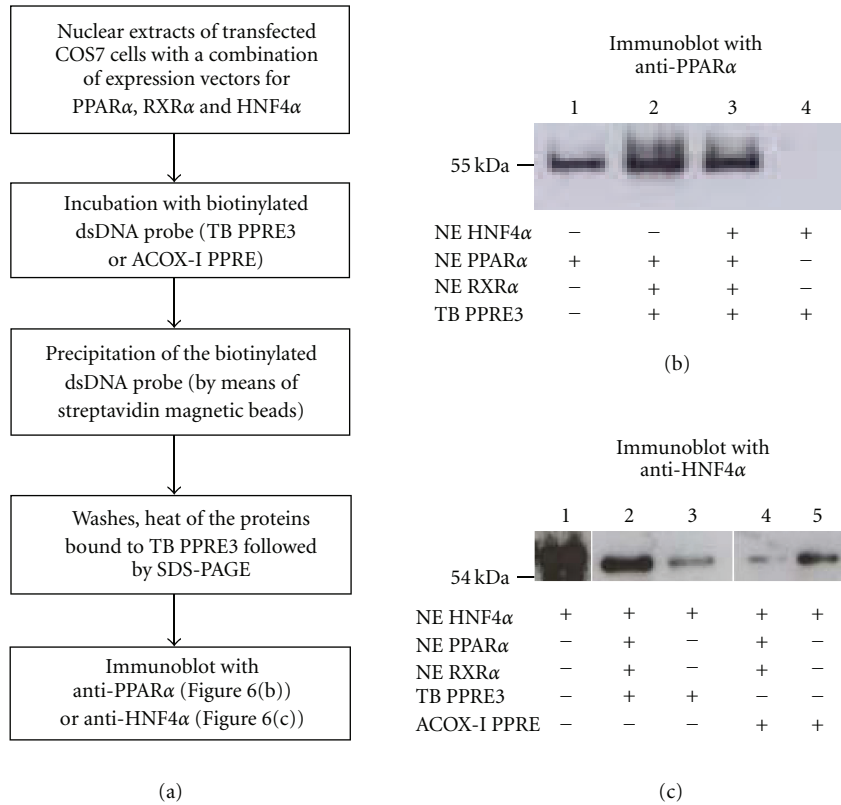 Nuclear extracts of transfected
COS7 cells with a combination
of expression vectors for
PPARα, RXRα and HNF4α
Incubation with biotinylated
dsDNA probe (TB PPRE3
or ACOX-I PPRE)
Precipitation of the biotinylated
dsDNA probe (by means of
streptavidin magnetic beads)
Washes, heat of the proteins
bound to TB PPRE3 followed
by SDS-PAGE
Immunoblot with
anti-PPARα (Figure 6(b))
or anti-HNF4α (Figure 6(c))
(a)
Immunoblot with
anti-PPARα
1 2 3 4
55 kDa
NE HNF4α − − + +
NE PPARα + + + −
NE RXRα − + + −
TB PPRE3 − + + +
(b)
Immunoblot with
anti-HNF4α
1 2 3 4 5
54 kDa
NE HNF4α + + + + +
NE PPARα − + − + −
NE RXRα − + − + −
TB PPRE3 − + + − −
ACOX-I PPRE − − − + +
(c)